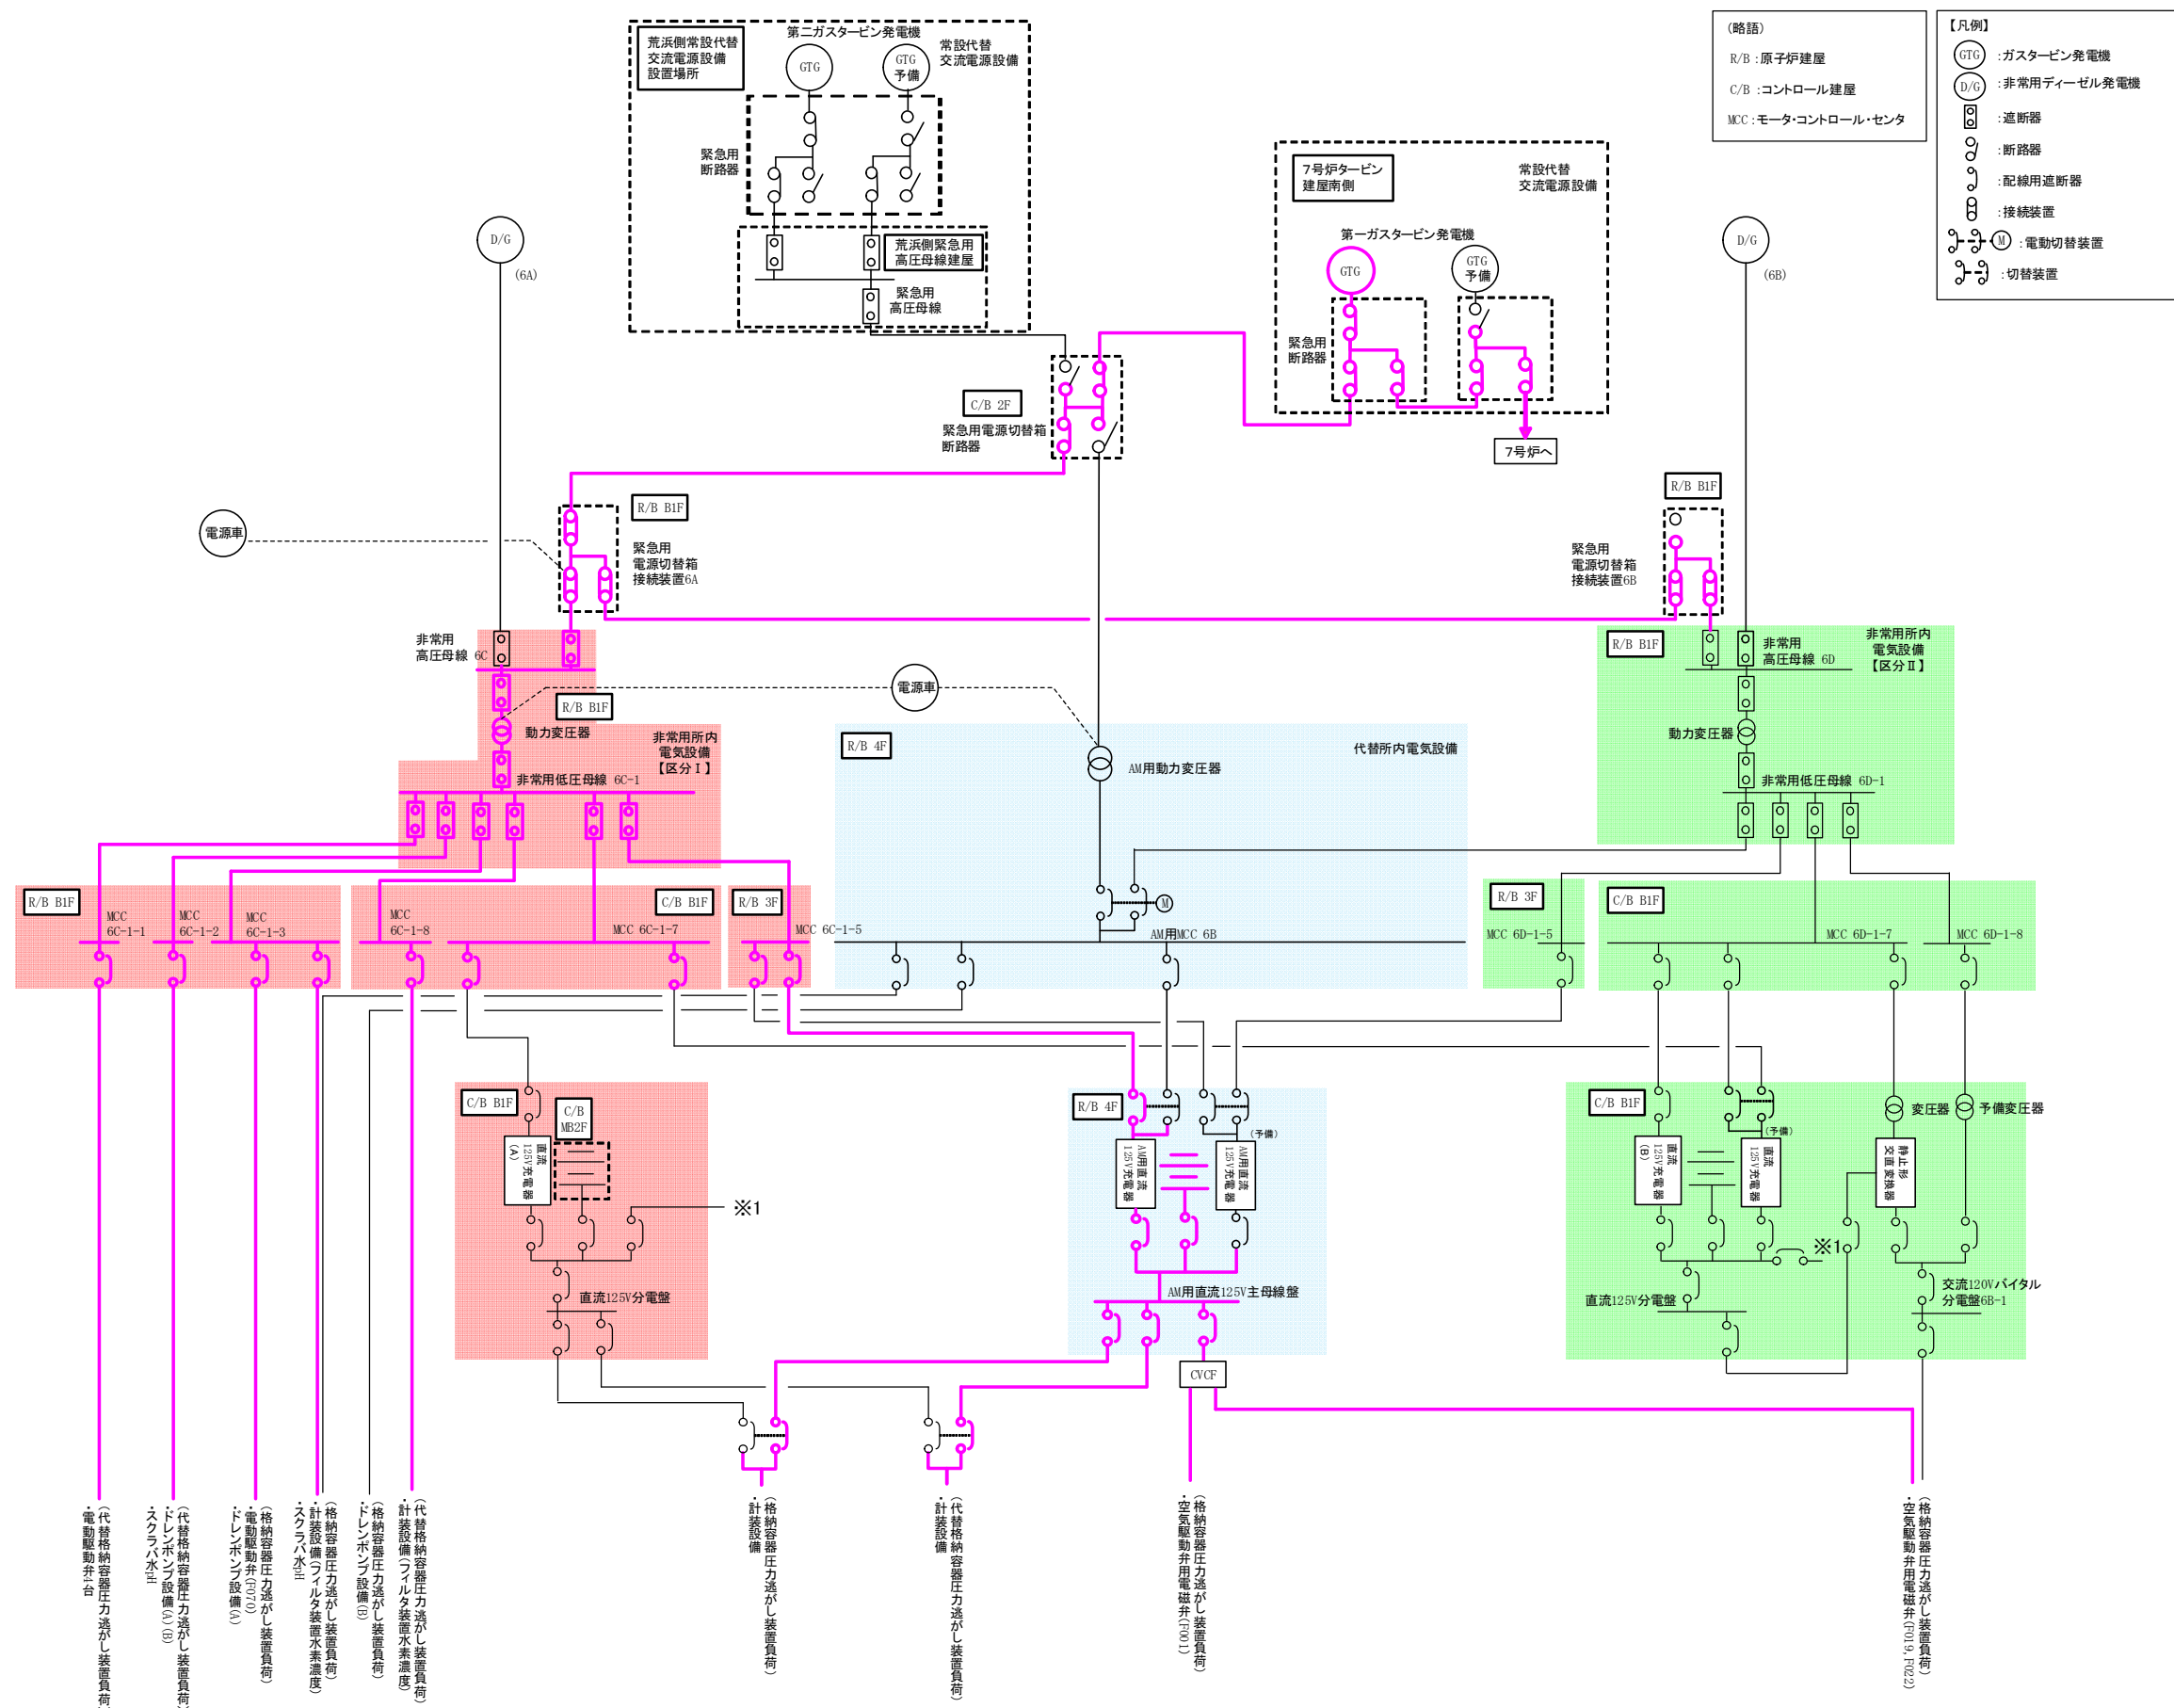 荒浜側常設代替
交流電源設備
設置場所
第二ガスタービン発電機
GTG
GTG
予備
常設代替
交流電源設備
緊急用
断路器
荒浜側緊急用
高圧母線建屋
緊急用
高圧母線
(略語)
R/B :原子炉建屋
C/B :コントロール建屋
MCC:モータ・コントロール・センタ
【凡例】
GTG :ガスタービン発電機
D/G :非常用ディーゼル発電機
:遮断器
:断路器
:配線用遮断器
:接続装置
M :電動切替装置
:切替装置
7号炉タービン
建屋南側
常設代替
交流電源設備
第一ガスタービン発電機
GTG
GTG
予備
緊急用
断路器
7号炉へ
D/G
(6A)
D/G
(6B)
C/B 2F
緊急用電源切替箱
断路器
電源車
R/B B1F
緊急用
電源切替箱
接続装置6A
R/B B1F
緊急用
電源切替箱
接続装置6B
非常用
高圧母線 6C
R/B B1F
動力変圧器
非常用所内
電気設備
【区分Ⅰ】
非常用低圧母線 6C-1
電源車
R/B 4F
代替所内電気設備
AM用動力変圧器
M
AM用MCC 6B
R/B B1F
非常用
高圧母線 6D
非常用所内
電気設備
【区分Ⅱ】
動力変圧器
非常用低圧母線 6D-1
R/B B1F
MCC
6C-1-1
MCC
6C-1-2
MCC
6C-1-3
MCC
6C-1-8
C/B B1F
MCC 6C-1-7
R/B 3F
MCC 6C-1-5
R/B 3F
MCC 6D-1-5
C/B B1F
MCC 6D-1-7
MCC 6D-1-8
C/B B1F
C/B
MB2F
直流
125V充電器
(A)
※1
直流125V分電盤
R/B 4F
(予備)
AM用直流
125V充電器
AM用直流
125V充電器
AM用直流125V主母線盤
CVCF
C/B B1F
直流
125V充電器
(B)
(予備)
直流
125V充電器
変圧器
予備変圧器
静止形
交直変換器
※1
直流125V分電盤
交流120Vバイタル
分電盤6B-1
(代替格納容器圧力逃がし装置負荷)
・電動駆動弁4台
(代替格納容器圧力逃がし装置負荷)
・ドレンポンプ設備(A)(B)
・スクラバ水pH
(格納容器圧力逃がし装置負荷)
・電動駆動弁(F070)
・ドレンポンプ設備(A)
(格納容器圧力逃がし装置負荷)
・計装設備(フィルタ装置水素濃度)
・スクラバ水pH
(格納容器圧力逃がし装置負荷)
・ドレンポンプ設備(B)
(代替格納容器圧力逃がし装置負荷)
・計装設備(フィルタ装置水素濃度)
(格納容器圧力逃がし装置負荷)
・計装設備
(代替格納容器圧力逃がし装置負荷)
・計装設備
(格納容器圧力逃がし装置負荷)
・空気駆動弁用電磁弁(F001)
(格納容器圧力逃がし装置負荷)
・空気駆動弁用電磁弁(F019,F022)